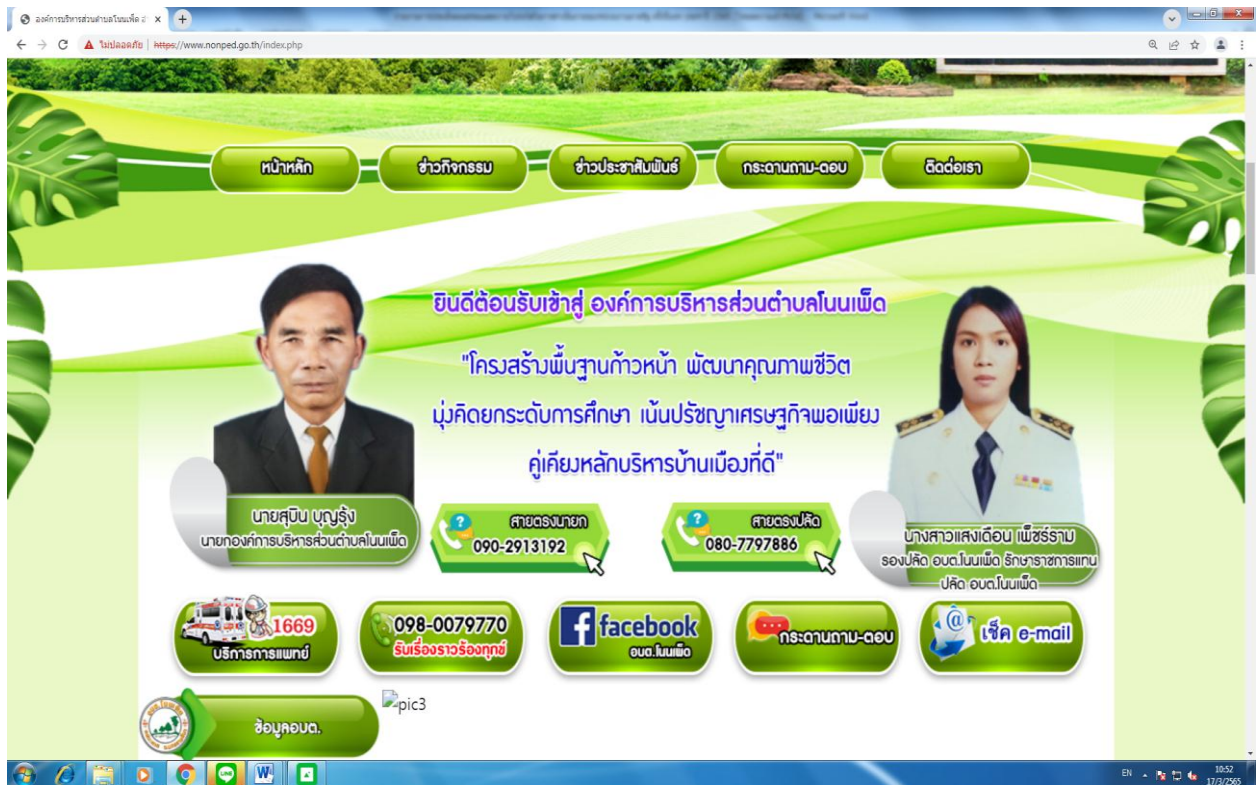 องค์การบริหารส่วนตำบลโนนเพ็ด อำ
ไม่ปลอดภัย | https://www.nonped.go.th/index.php
หน้าหลัก
ข่าวกิจกรรม
ข่าวประชาสัมพันธ์
กระดานถาม-ตอบ
ติดต่อเรา
ยินดีต้อนรับเข้าสู่ องค์การบริหารส่วนตำบลโนนเพ็ด
"โครงสร้างพื้นฐานก้าวหน้า พัฒนาคุณภาพชีวิต
มุ่งคิดยกระดับการศึกษา เน้นปรัชญาเศรษฐกิจพอเพียง
คู่เคียงหลักบริหารบ้านเมืองที่ดี"
นายสุบิน บุญรุ้ง
นายกองค์การบริหารส่วนตำบลโนนเพ็ด
สายตรงนายก
090-2913192
สายตรงปลัด
080-7797886
นางสาวแสงเดือน เพ็ชร์ราม
รองปลัด อบต.โนนเพ็ด รักษาราชการแทน
ปลัด อบต.โนนเพ็ด
1669
บริการการแพทย์
098-0079770
รับเรื่องราวร้องทุกข์
facebook
อบต.โนนเพ็ด
กระดานถาม-ตอบ
เช็ค e-mail
ข้อมูลอบต.
pic3
EN
10:52
17/3/2565